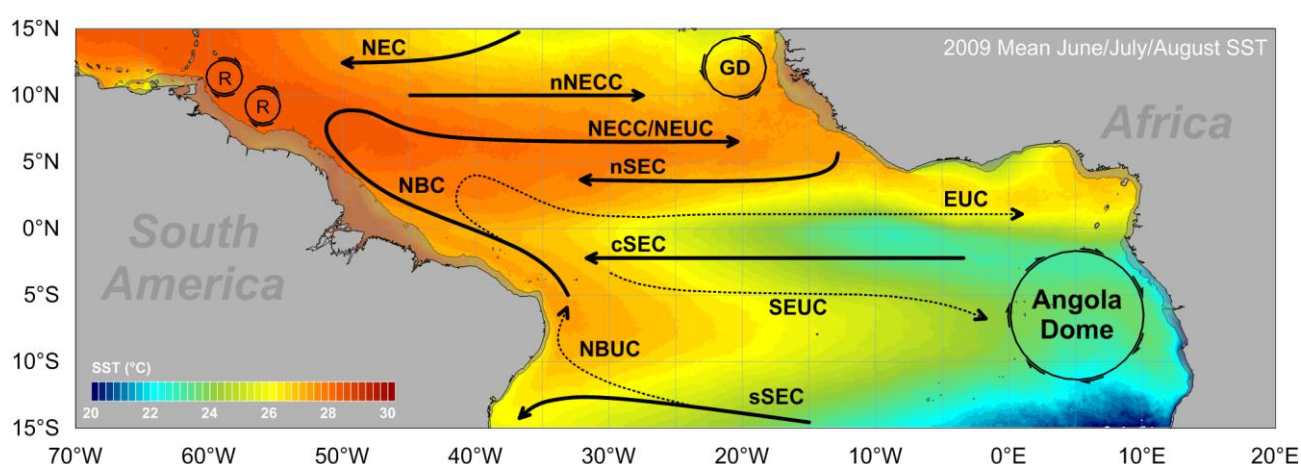 15°N
10°N
5°N
0°N
5°S
10°S
15°S
2009 Mean June/July/August SST
NEC
GD
R
R
nNECC
Africa
NECC/NEUC
nSEC
NBC
EUC
South
America
cSEC
SEUC
Angola
Dome
NBUC
sSEC
SST (°C)
20 22 24 26 28 30
70°W 60°W 50°W 40°W 30°W 20°W 10°W 0°E 10°E 20°E